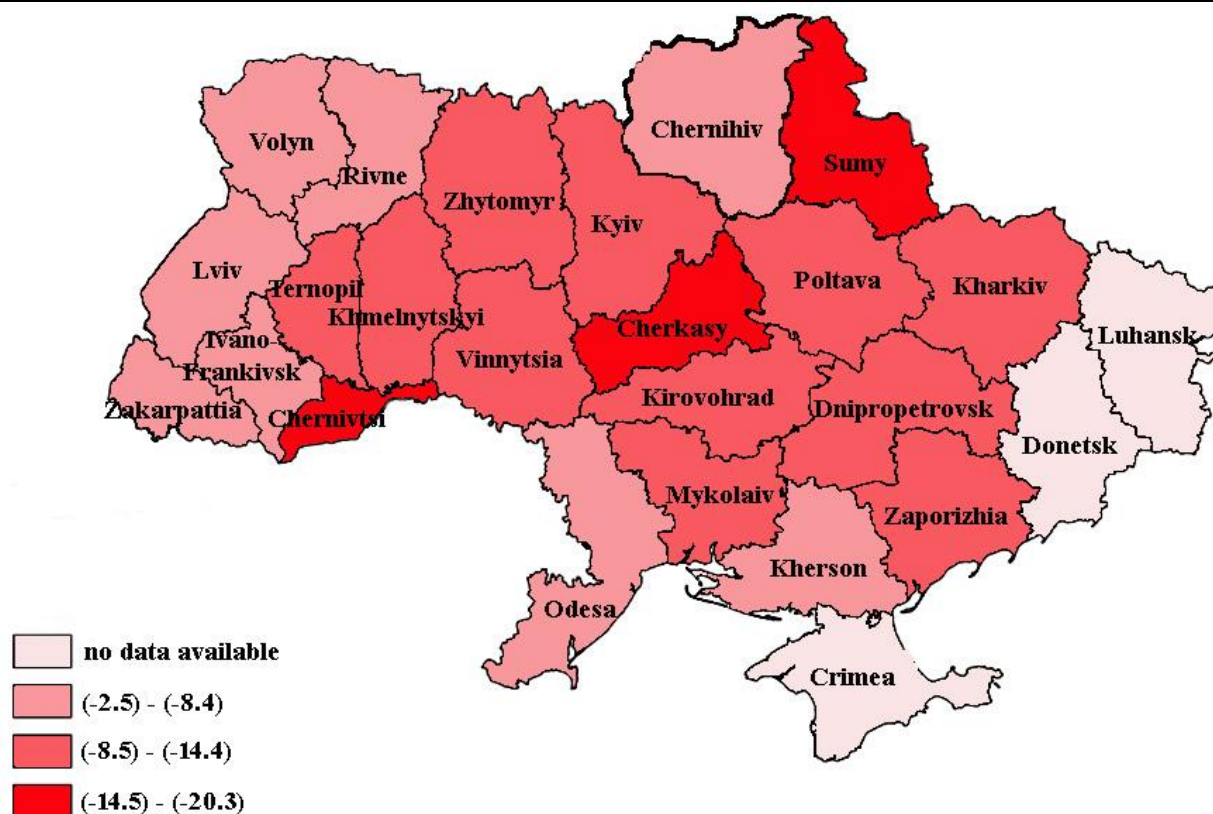 Chernihiv
Volyn
Sumy
Rivne
Zhytomyr
Kyiv
Lviv
Poltava
Kharkiv
Ternopil
Khmelnytskyi
Cherkasy
Luhansk
Ivano-
Frankivsk
Vinnytsia
Kirovohrad
Dnipropetrovsk
Zakarpattia
Chernivtsi
Donetsk
Mykolaiv
Zaporizhia
Kherson
Odesa
Crimea
no data available
(-2.5) - (-8.4)
(-8.5) - (-14.4)
(-14.5) - (-20.3)